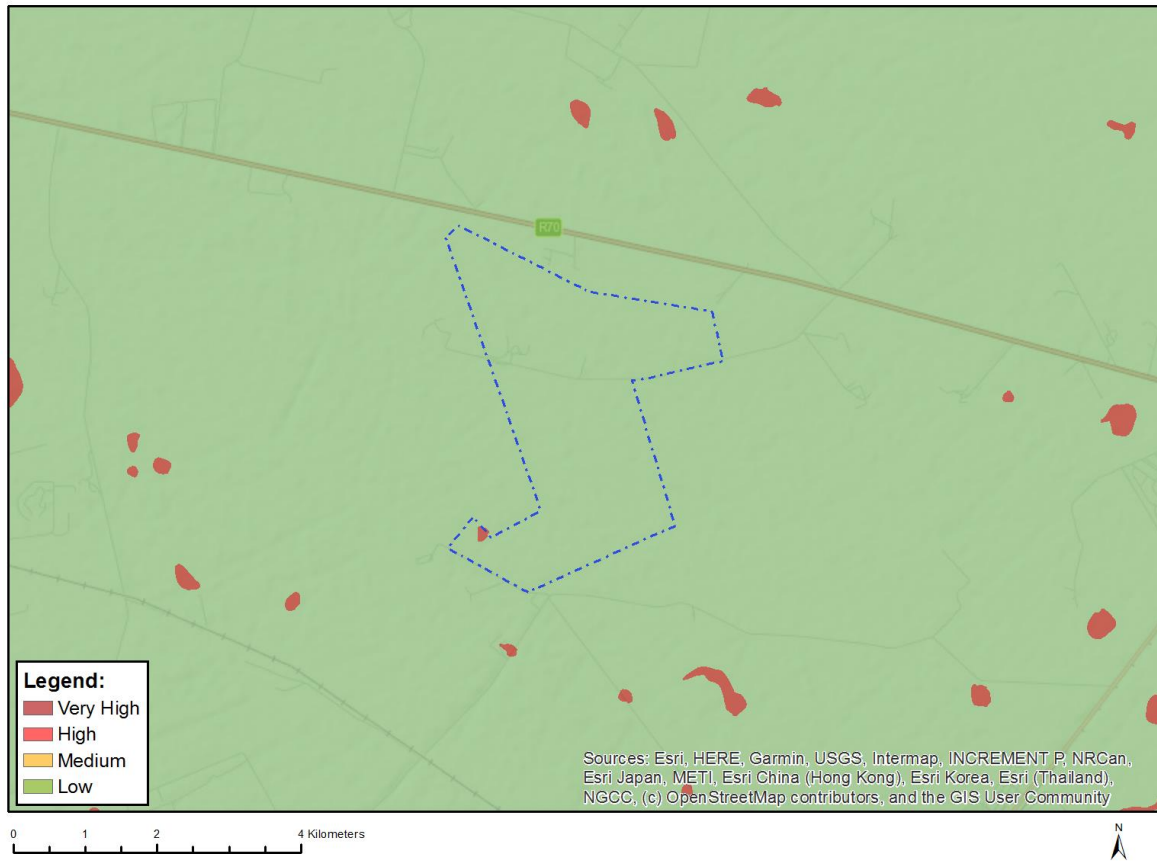 R70
Legend:
Very High
High
Medium
Low
Sources: Esri, HERE, Garmin, USGS, Intermap, INCREMENT P, NRCan,
Esri Japan, METI, Esri China (Hong Kong), Esri Korea, Esri (Thailand),
NGCC, (c) OpenStreetMap contributors, and the GIS User Community
0 1 2 4 Kilometers
N